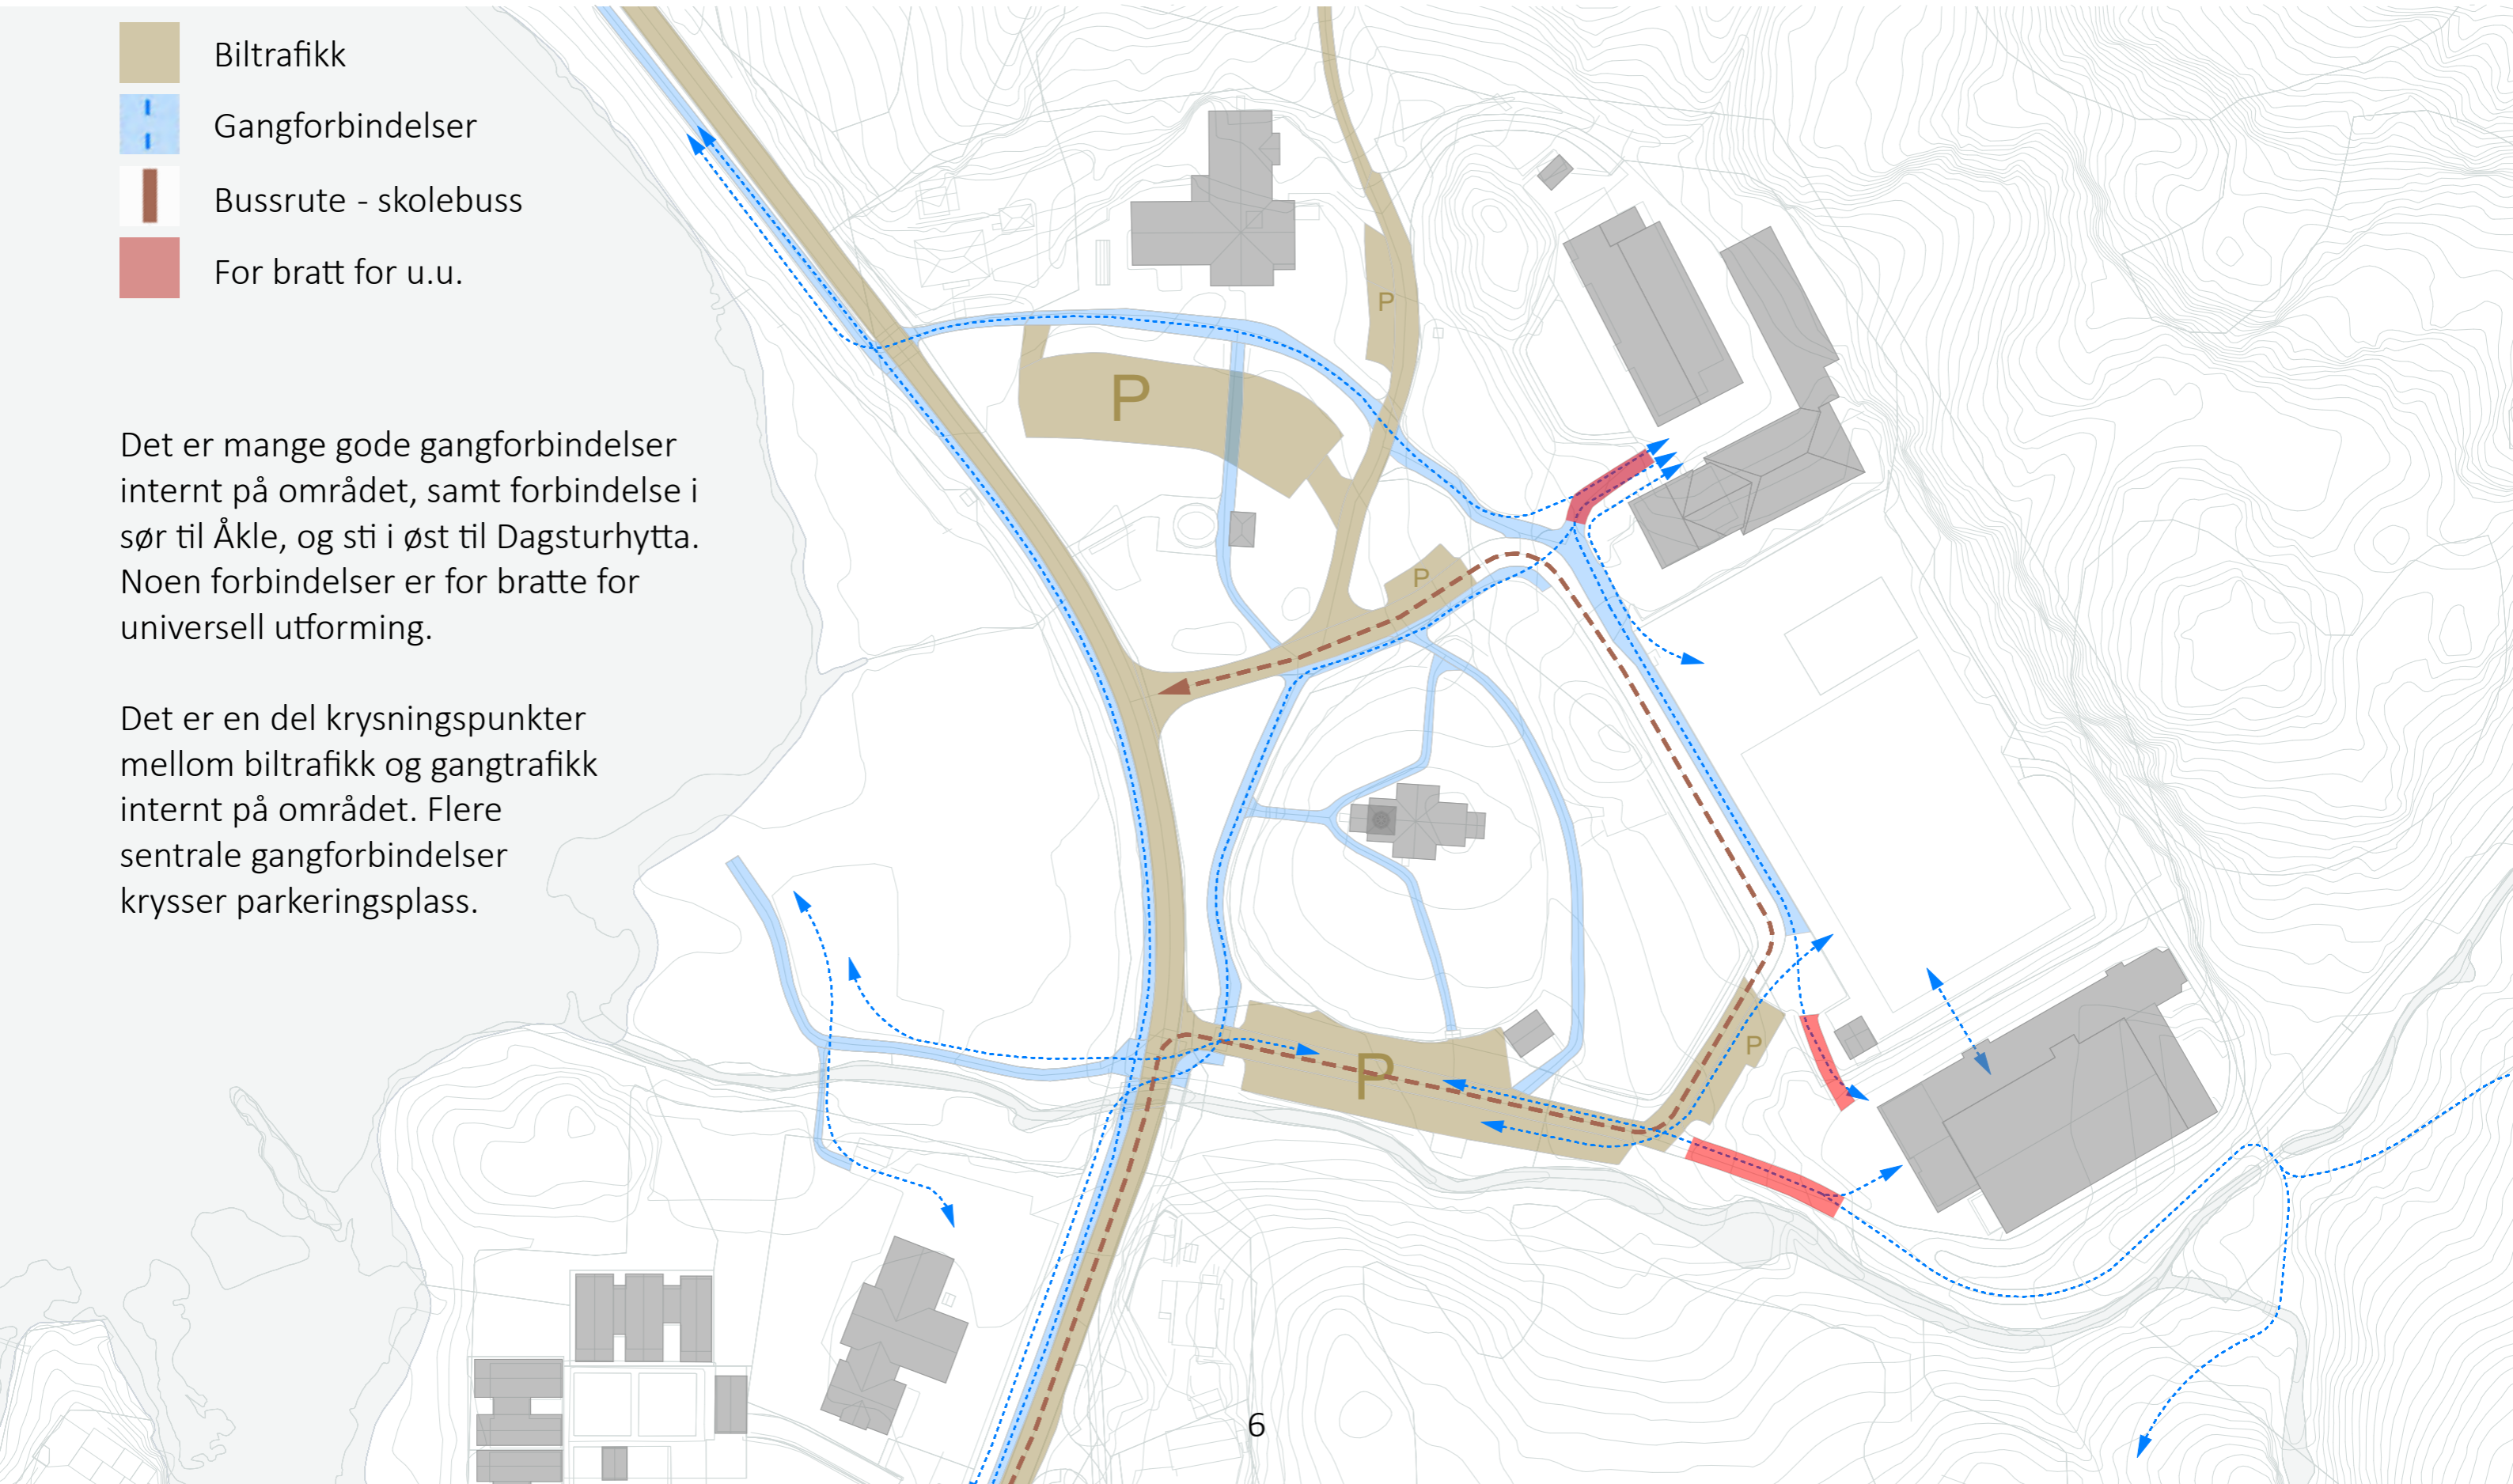 Biltrafikk
Gangforbindelser
Bussrute - skolebuss
For bratt for u.u.
Det er mange gode gangforbindelser
internt på området, samt forbindelse i
sør til Åkle, og sti i øst til Dagsturhytta.
Noen forbindelser er for bratte for
universell utforming.
Det er en del krysningspunkter
mellom biltrafikk og gangtrafikk
internt på området. Flere
sentrale gangforbindelser
krysser parkeringsplass.
P
P
P
P
P
6